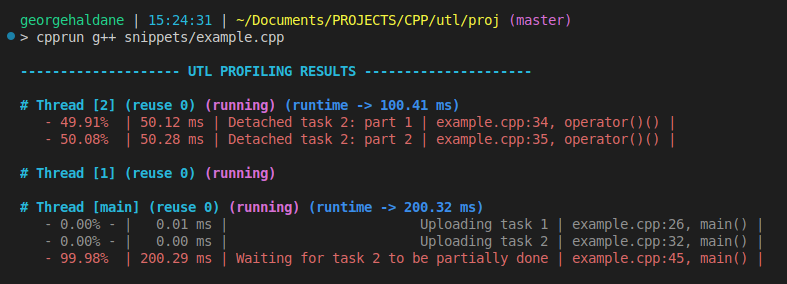 georgehaldane | 15:24:31 | ~/Documents/PROJECTS/CPP/utl/proj (master)
> cpprun g++ snippets/example.cpp
-------------------- UTL PROFILING RESULTS ---------------------
# Thread [2] (reuse 0) (running) (runtime -> 100.41 ms)
- 49.91%  | 50.12 ms | Detached task 2: part 1 | example.cpp:34, operator()() |
- 50.08%  | 50.28 ms | Detached task 2: part 2 | example.cpp:35, operator()() |
# Thread [1] (reuse 0) (running)
# Thread [main] (reuse 0) (running) (runtime -> 200.32 ms)
- 0.00% - |   0.01 ms |                        Uploading task 1 | example.cpp:26, main() |
- 0.00% - |   0.00 ms |                        Uploading task 2 | example.cpp:32, main() |
- 99.98%  | 200.29 ms | Waiting for task 2 to be partially done | example.cpp:45, main() |